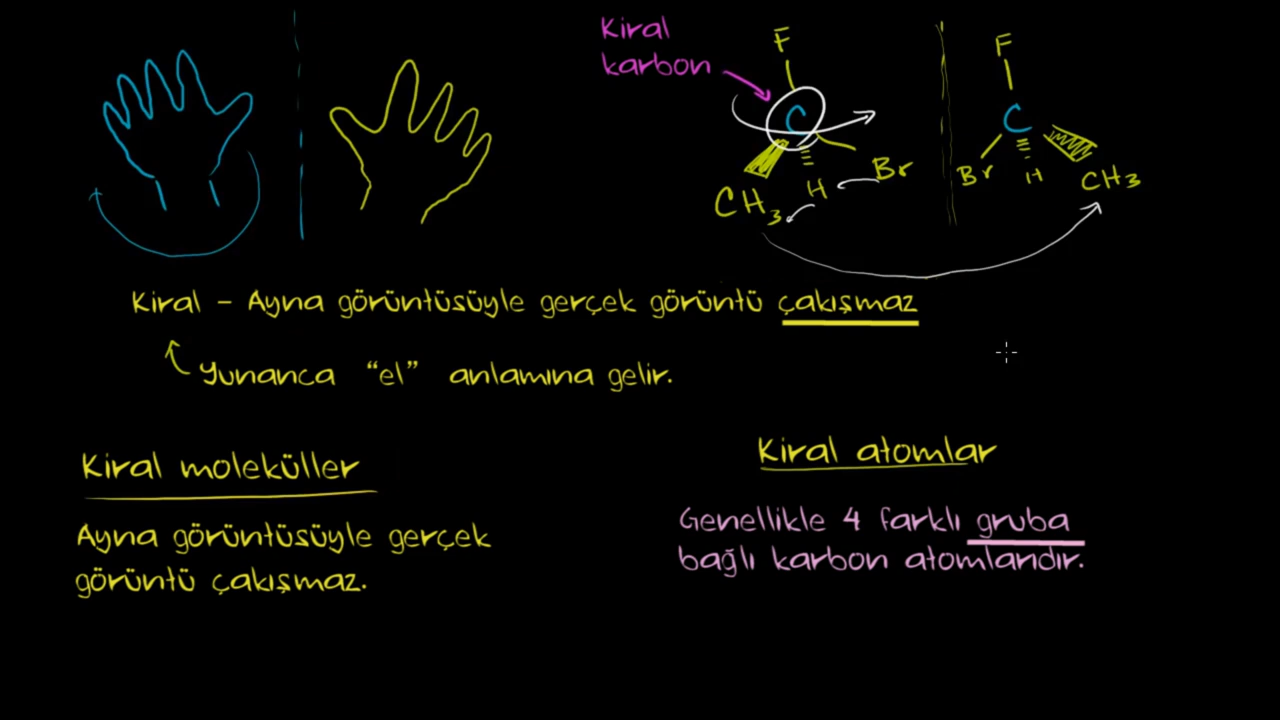 Kiral
karbon
F
C
CH3
H
Br
F
C
Br
H
CH3
Kiral – Ayna görüntüsüyle gerçek görüntü çakışmaz
Yunanca “el” anlamına gelir.
Kiral moleküller
Ayna görüntüsüyle gerçek
görüntü çakışmaz.
Kiral atomlar
Genellikle 4 farklı gruba
bağlı karbon atomlarıdır.